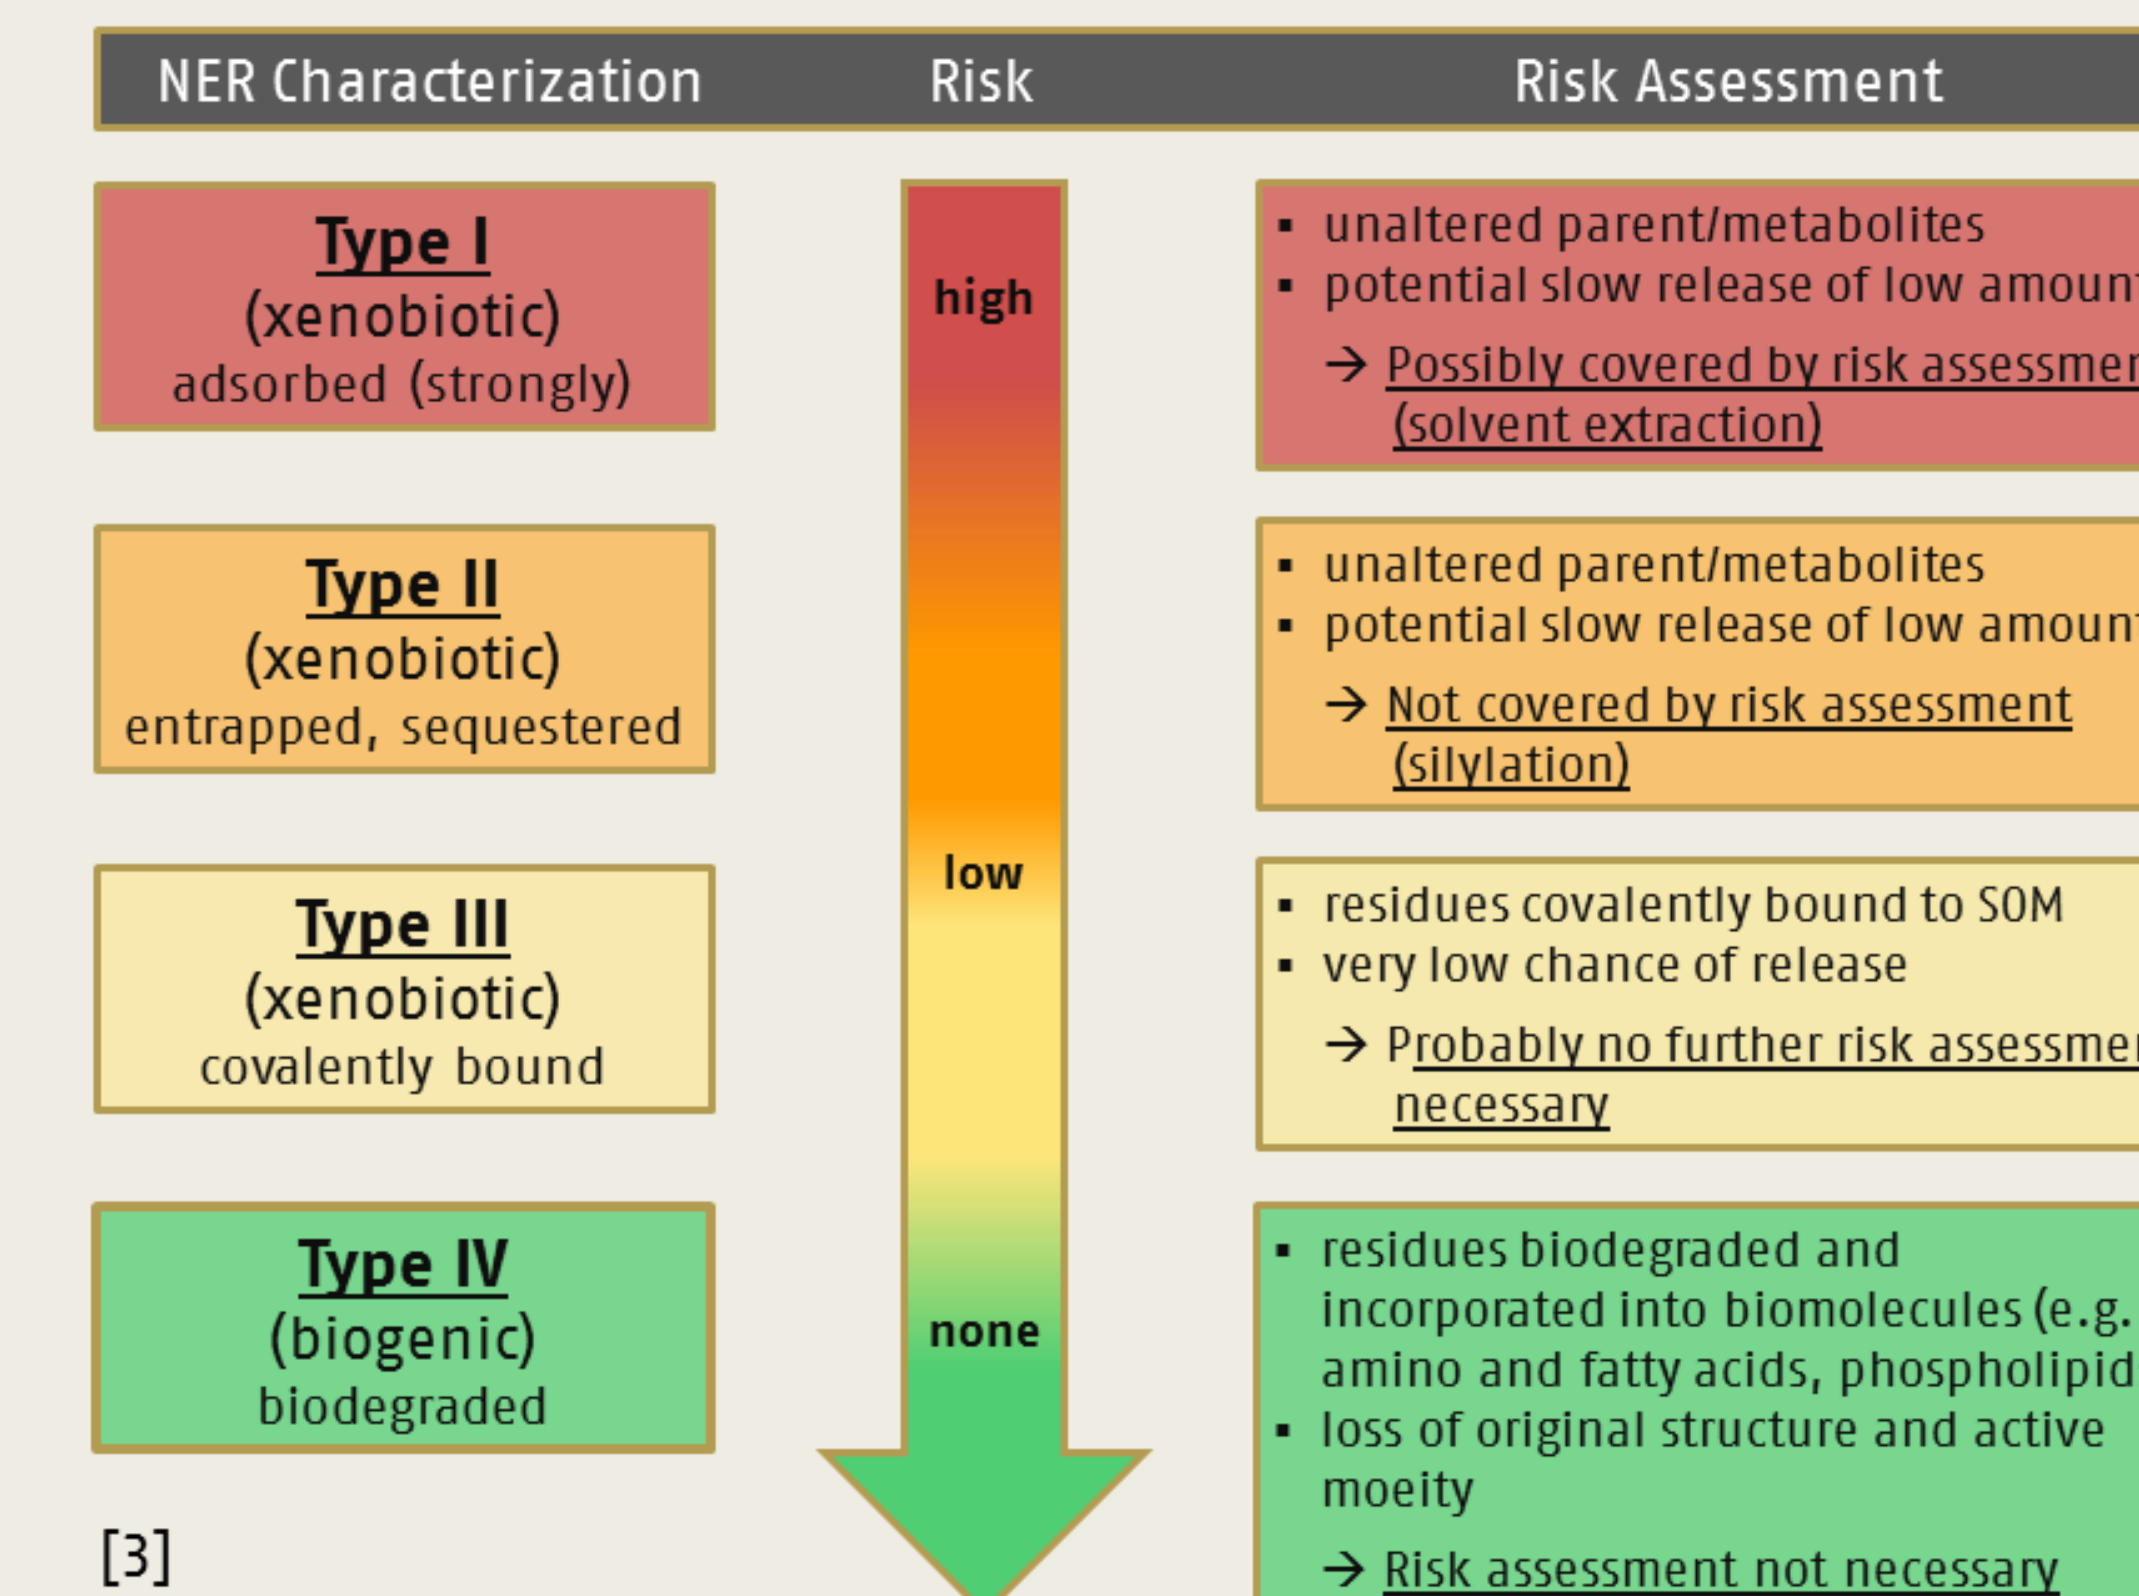 NER Characterization Risk Risk Assessment
Type I
(xenobiotic)
adsorbed (strongly)
high
▪ unaltered parent/metabolites
▪ potential slow release of low
→ Possibly covered by risk
(solvent extraction)
Type II
(xenobiotic)
entrapped, sequestered
▪ unaltered parent/metabolites
▪ potential slow release of low
→ Not covered by risk assessment
(silylation)
low
Type III
(xenobiotic)
covalently bound
▪ residues covalently bound to SOM
▪ very low chance of release
→ Probably no further risk
necessary
Type IV
(biogenic)
biodegraded
none
▪ residues biodegraded and
incorporated into biomolecules (e.g.
amino and fatty acids,
▪ loss of original structure and active
moeity
→ Risk assessment not necessary
[3]